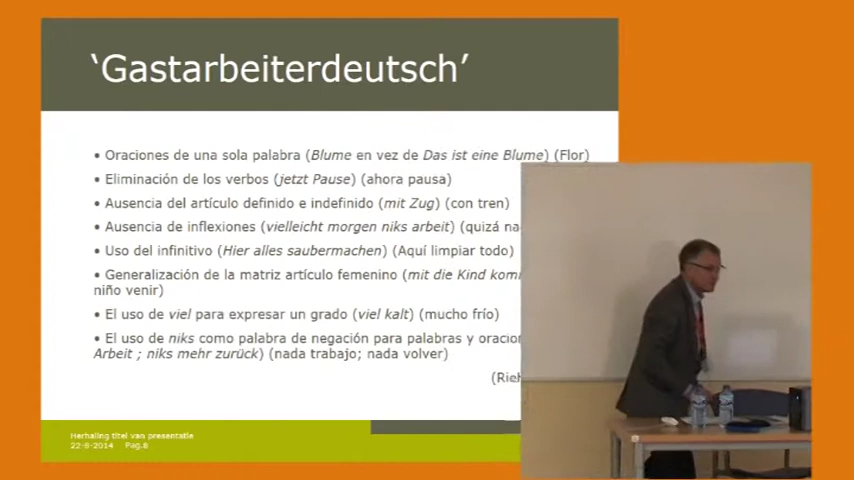 ‘Gastarbeiterdeutsch’
• Oraciones de una sola palabra (Blume en vez de Das ist eine Blume) (Flor)
• Eliminación de los verbos (jetzt Pause) (ahora pausa)
• Ausencia del artículo definido e indefinido (mit Zug) (con tren)
• Ausencia de inflexiones (vielleicht morgen niks arbeit) (quizá
• Uso del infinitivo (Hier alles saubermachen) (Aquí limpiar todo)
• Generalización de la matriz artículo femenino (mit die Kind
niño venir)
• El uso de viel para expresar un grado (viel kalt) (mucho frío)
• El uso de niks como palabra de negación para palabras y
Arbeit ; niks mehr zurück) (nada trabajo; nada volver)
Herhaling titel van presentatie
22-8-2014 Pag.8